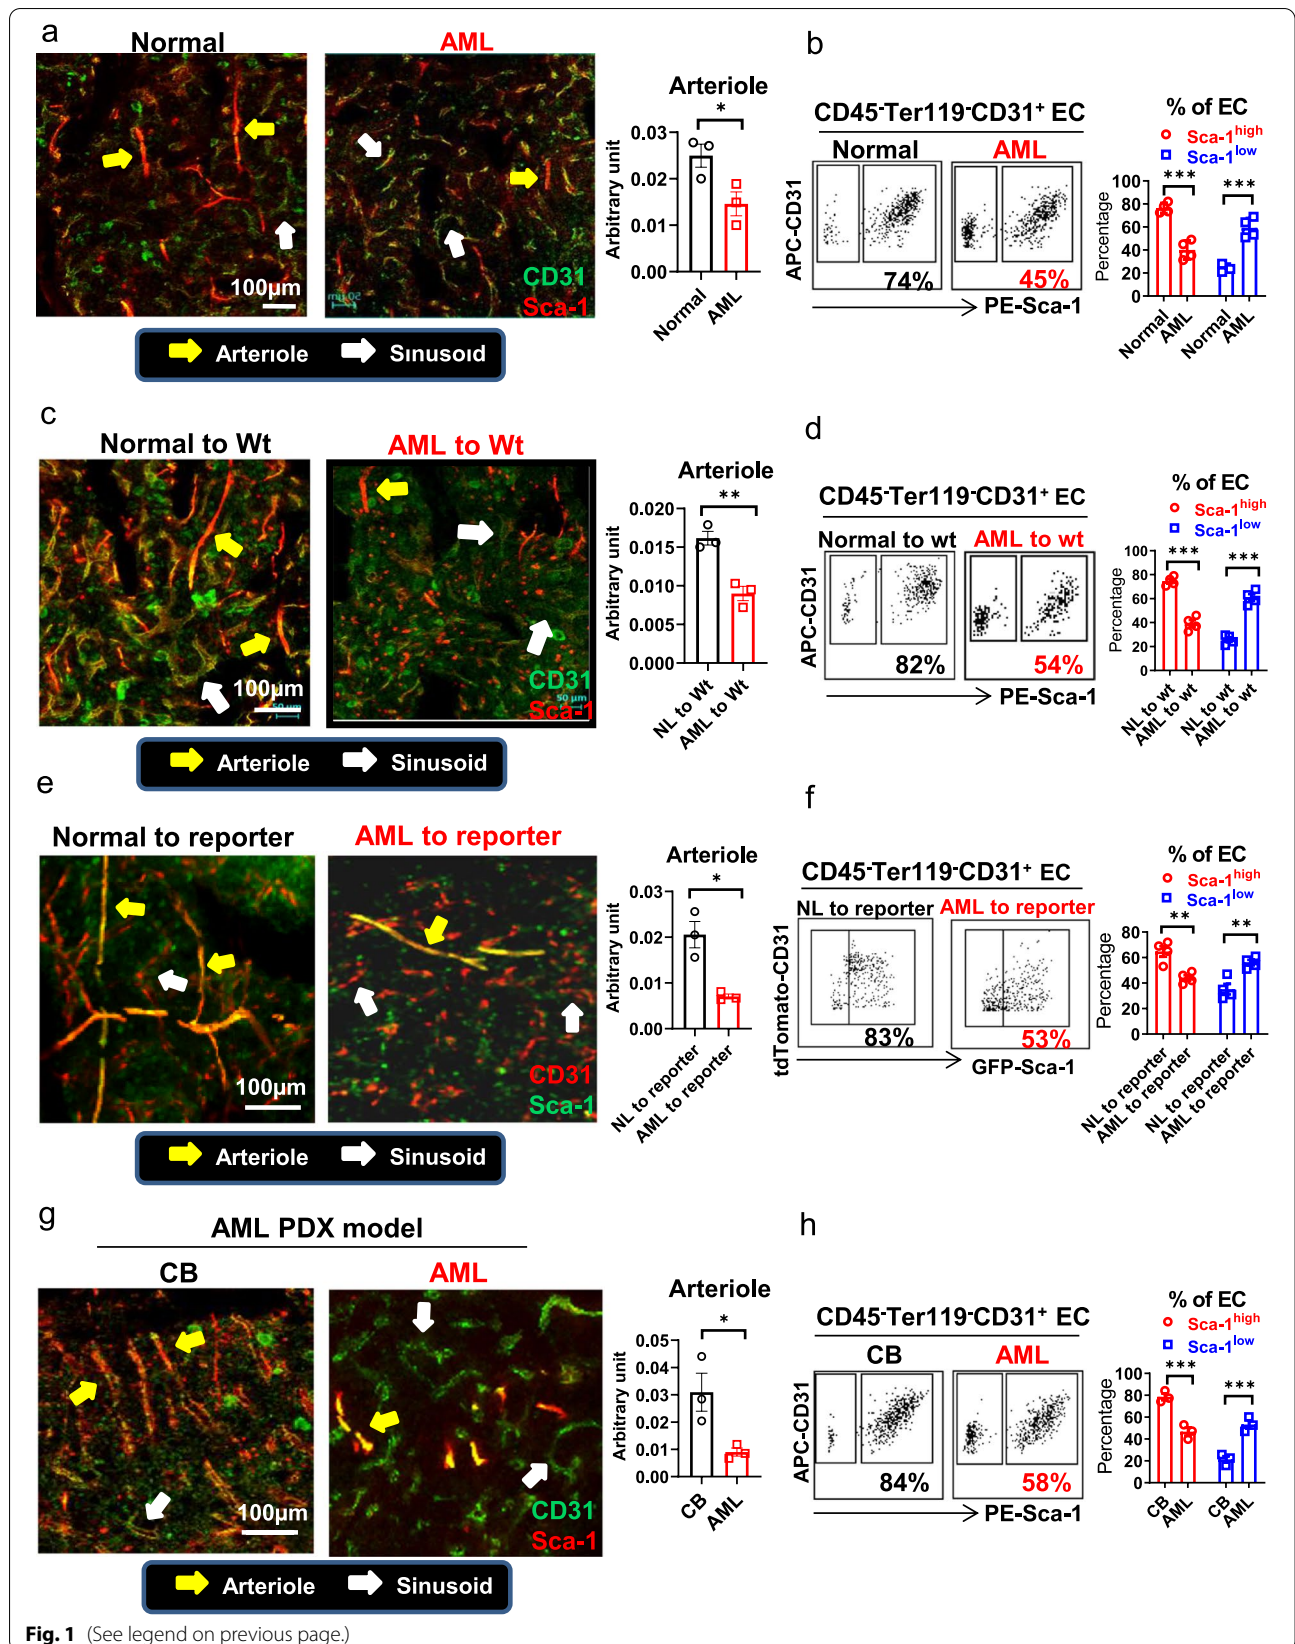 a
Normal
AML
100µm
50 µm
CD31
Sca-1
Arteriole
Sinusoid
Arteriole
*
Arbitrary unit
0.03
0.02
0.01
0.00
Normal
AML
b
CD45-Ter119-CD31+ EC
Normal
AML
APC-CD31
74%
45%
PE-Sca-1
% of EC
Sca-1high
Sca-1low
*** ***
Percentage
100
80
60
40
20
0
Normal
AML
Normal
AML
c
Normal to Wt
AML to Wt
100µm
50 µm
CD31
50 µm
Sca-1
Arteriole
Sinusoid
Arteriole
**
Arbitrary unit
0.020
0.015
0.010
0.005
0.000
NL to Wt
AML to Wt
d
CD45-Ter119-CD31+ EC
Normal to wt
AML to wt
APC-CD31
82%
54%
PE-Sca-1
% of EC
Sca-1high
Sca-1low
*** ***
Percentage
100
80
60
40
20
0
NL to wt
AML to wt
NL to wt
AML to wt
e
Normal to reporter
AML to reporter
100µm
CD31
Sca-1
Arteriole
Sinusoid
Arteriole
*
Arbitrary unit
0.03
0.02
0.01
0.00
NL to reporter
AML to reporter
f
CD45-Ter119-CD31+ EC
NL to reporter
AML to reporter
tdTomato-CD31
83%
53%
GFP-Sca-1
% of EC
Sca-1high
Sca-1low
** **
Percentage
80
60
40
20
0
NL to reporter
AML to reporter
NL to reporter
AML to reporter
g
AML PDX model
CB
AML
100µm
CD31
Sca-1
Arteriole
Sinusoid
Arteriole
*
Arbitrary unit
0.05
0.04
0.03
0.02
0.01
0.00
CB
AML
h
CD45-Ter119-CD31+ EC
CB
AML
APC-CD31
84%
58%
PE-Sca-1
% of EC
Sca-1high
Sca-1low
*** ***
Percentage
100
80
60
40
20
0
CB
AML
CB
AML
Fig. 1 (See legend on previous page.)